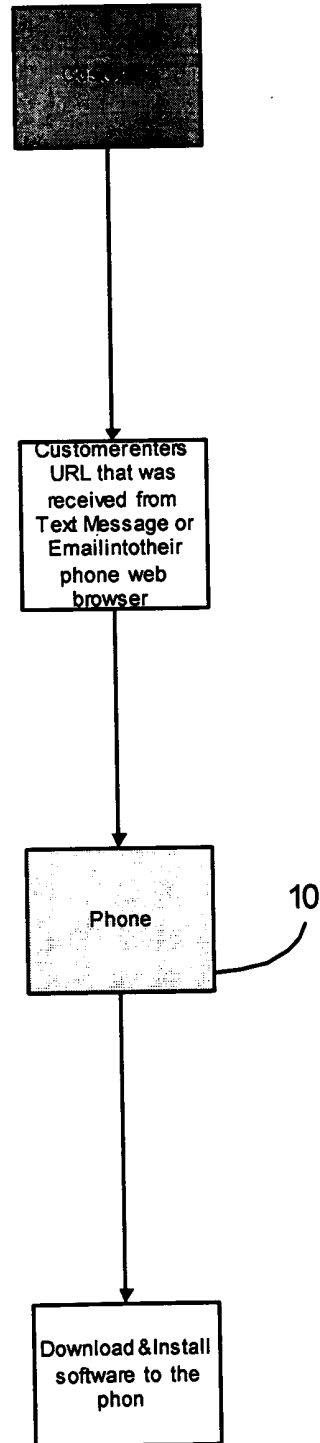 Customerenters
URL that was
received from
Text Message or
Emailintotheir
phone web
browser
Phone
10
Download &Install
software to the
phon